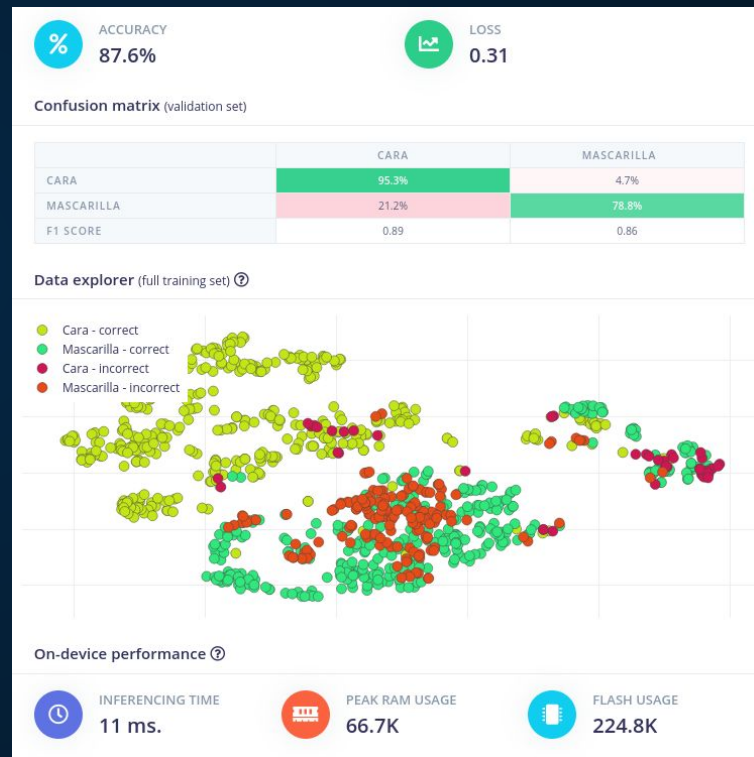 %
ACCURACY
87.6%
LOSS
0.31
Confusion matrix (validation set)
CARA MASCARILLA
CARA 95.3% 4.7%
MASCARILLA 21.2% 78.8%
F1 SCORE 0.89 0.86
Data explorer (full training set) ?
Cara - correct
Mascarilla - correct
Cara - incorrect
Mascarilla - incorrect
On-device performance ?
INFERENCING TIME
11 ms.
PEAK RAM USAGE
66.7K
FLASH USAGE
224.8K